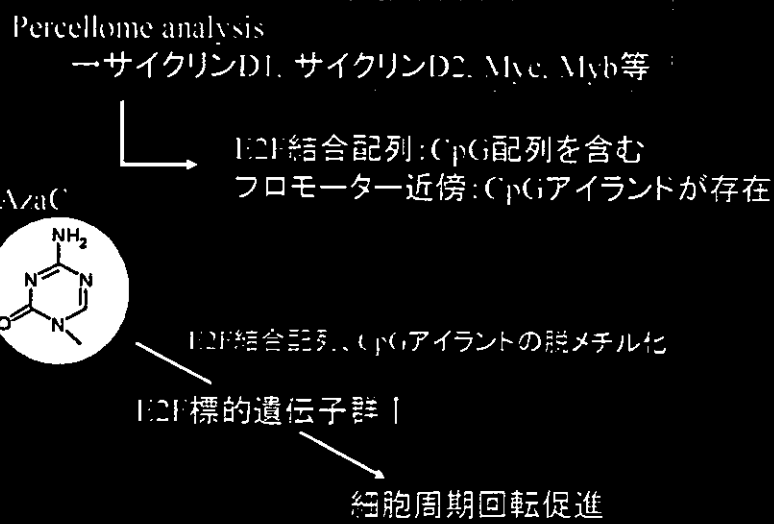 Percellome analysis
→サイクリンD1, サイクリンD2, Myc, Myb等
E2F結合配列:CpG配列を含む
フロモーター近傍:CpGアイランドが存在
AzaC
NH2
N
N
O
N
E2F結合配列、CpGアイラントの脱メチル化
E2F標的遺伝子群↑
細胞周期回転促進